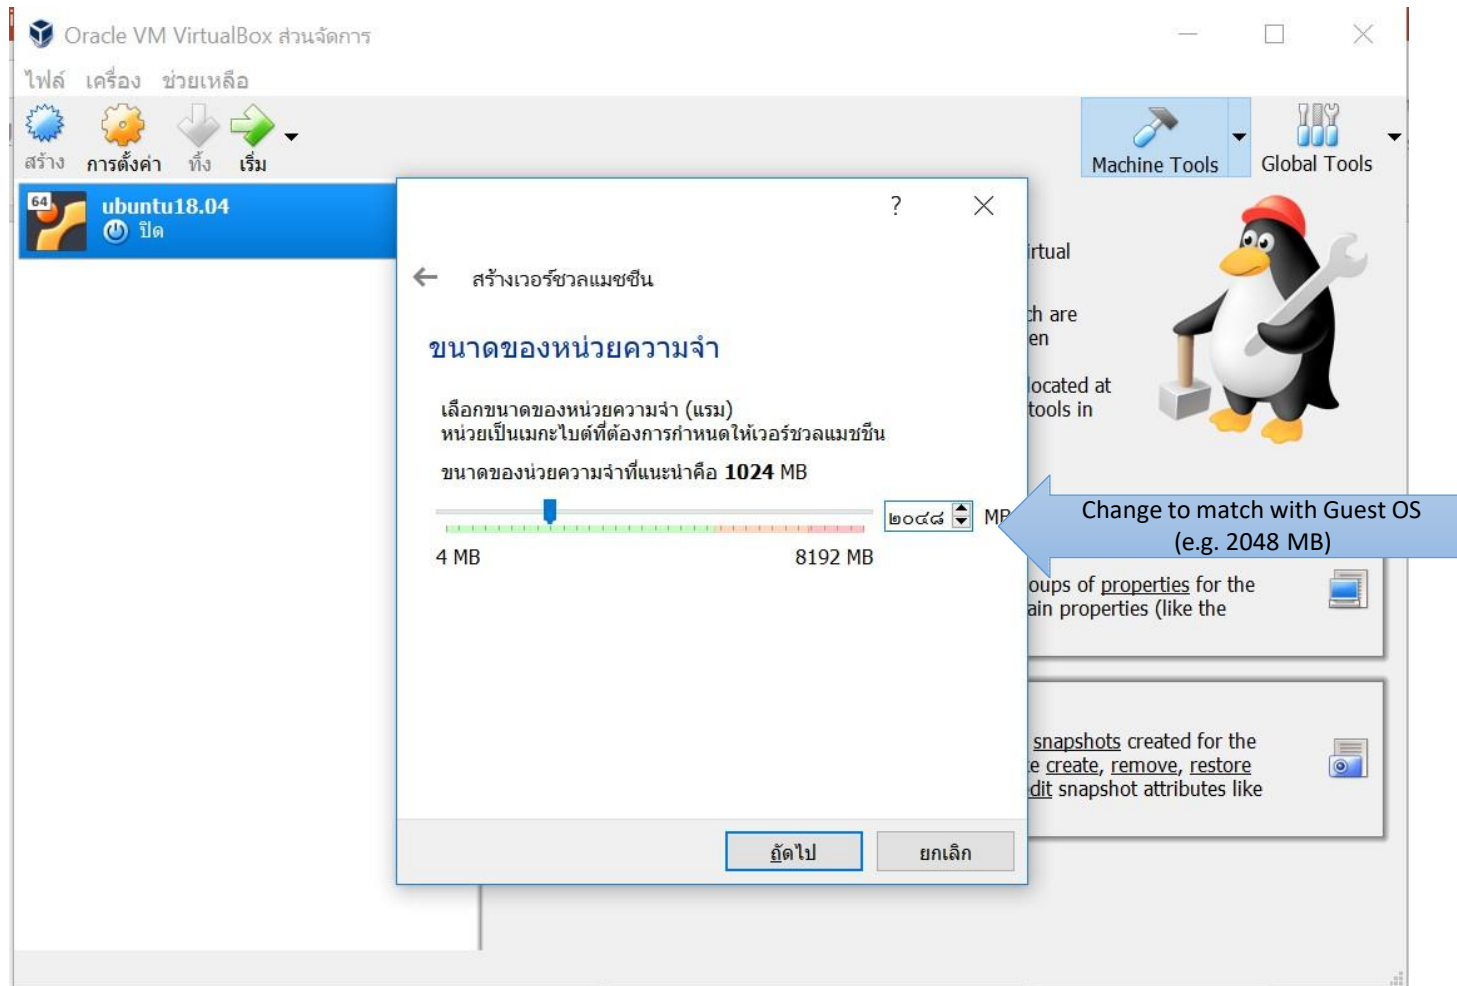 Oracle VM VirtualBox ส่วนจัดการ
ไฟล์ เครื่อง ช่วยเหลือ
สร้าง การตั้งค่า ทิ้ง เริ่ม
Machine Tools
Global Tools
64
ubuntu18.04
ปิด
?
สร้างเวอร์ชวลแมชชีน
ขนาดของหน่วยความจำ
เลือกขนาดของหน่วยความจำ (แรม)
หน่วยเป็นเมกะไบต์ที่ต้องการกำหนดให้เวอร์ชวลแมชชีน
ขนาดของน่วยความจำที่แนะนำคือ 1024 MB
๒๐๔๘ MB
4 MB 8192 MB
ถัดไป ยกเลิก
irtual
ch are
en
located at
tools in
Change to match with Guest OS
(e.g. 2048 MB)
oups of properties for the
ain properties (like the
snapshots created for the
e create, remove, restore
dit snapshot attributes like